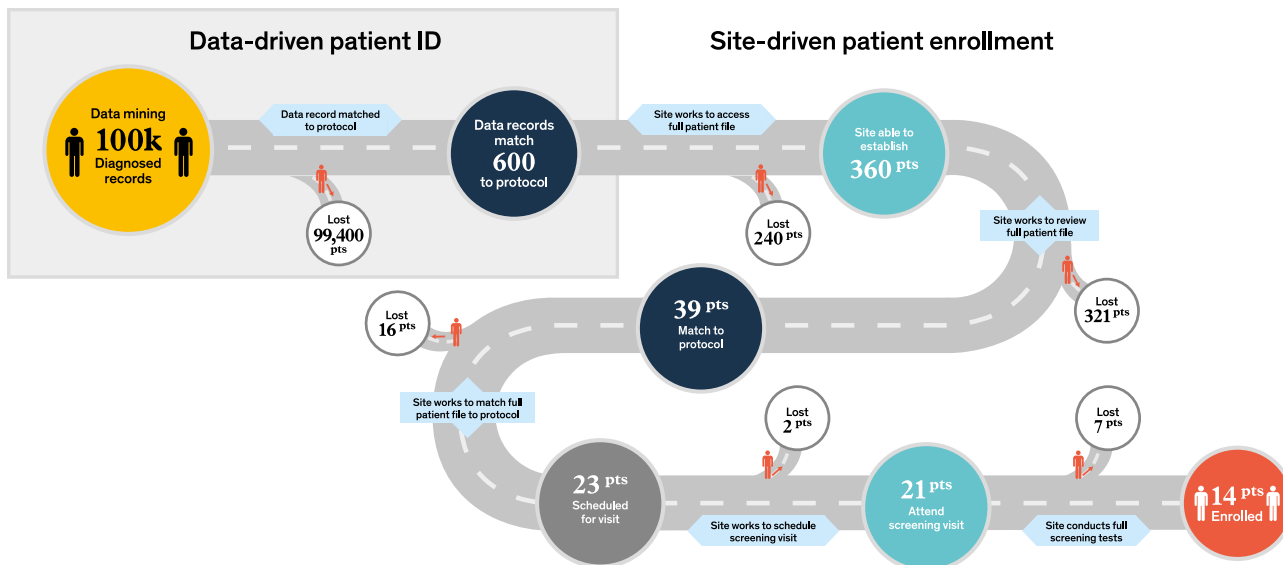 Data-driven patient ID
Site-driven patient enrollment
Data mining
100k
Diagnosed
records
Data record matched
to protocol
Lost
99,400
pts
Data records
match
600
to protocol
Site works to access
full patient file
Lost
240 pts
Site able to
establish
360 pts
Site works to review
full patient file
Lost
321 pts
39 pts
Match to
protocol
Lost
16 pts
Site works to match full
patient file to protocol
23 pts
Scheduled
for visit
Lost
2 pts
Site works to schedule
screening visit
21 pts
Attend
screening visit
Lost
7 pts
Site conducts full
screening tests
14 pts
Enrolled